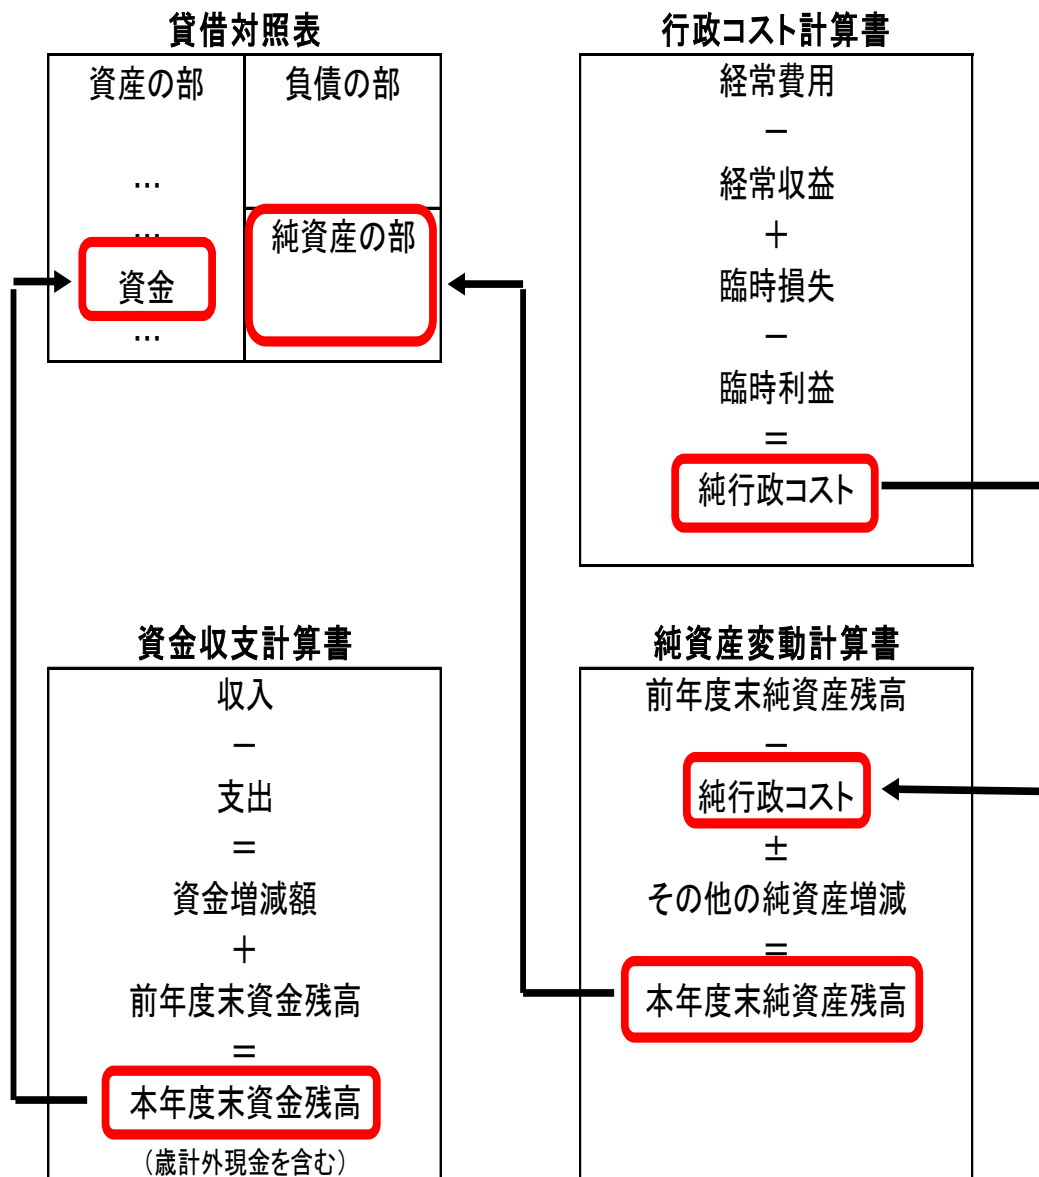 貸借対照表
資産の部
…
…
資金
…
負債の部
純資産の部
行政コスト計算書
経常費用
－
経常収益
＋
臨時損失
－
臨時利益
＝
純行政コスト
資金収支計算書
収入
－
支出
＝
資金増減額
＋
前年度末資金残高
＝
本年度末資金残高
（歳計外現金を含む）
純資産変動計算書
前年度末純資産残高
－
純行政コスト
±
その他の純資産増減
＝
本年度末純資産残高